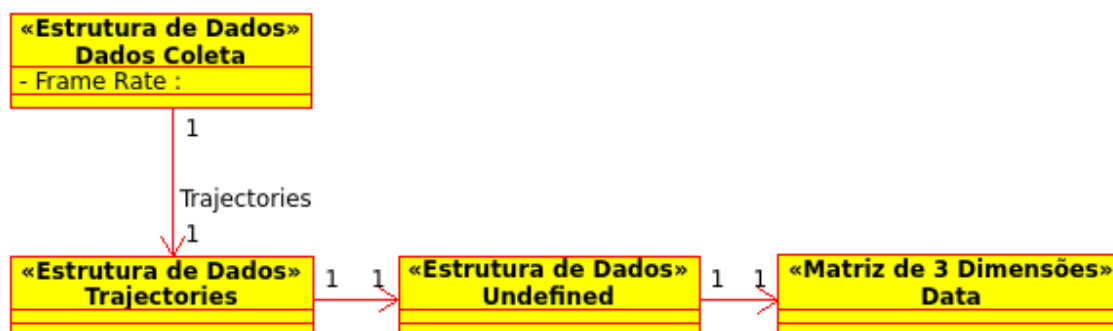 «Estrutura de Dados»
Dados Coleta
- Frame Rate :
1
Trajectories
1
«Estrutura de Dados»
Trajectories
1 1
«Estrutura de Dados»
Undefined
1 1
«Matriz de 3 Dimensões»
Data